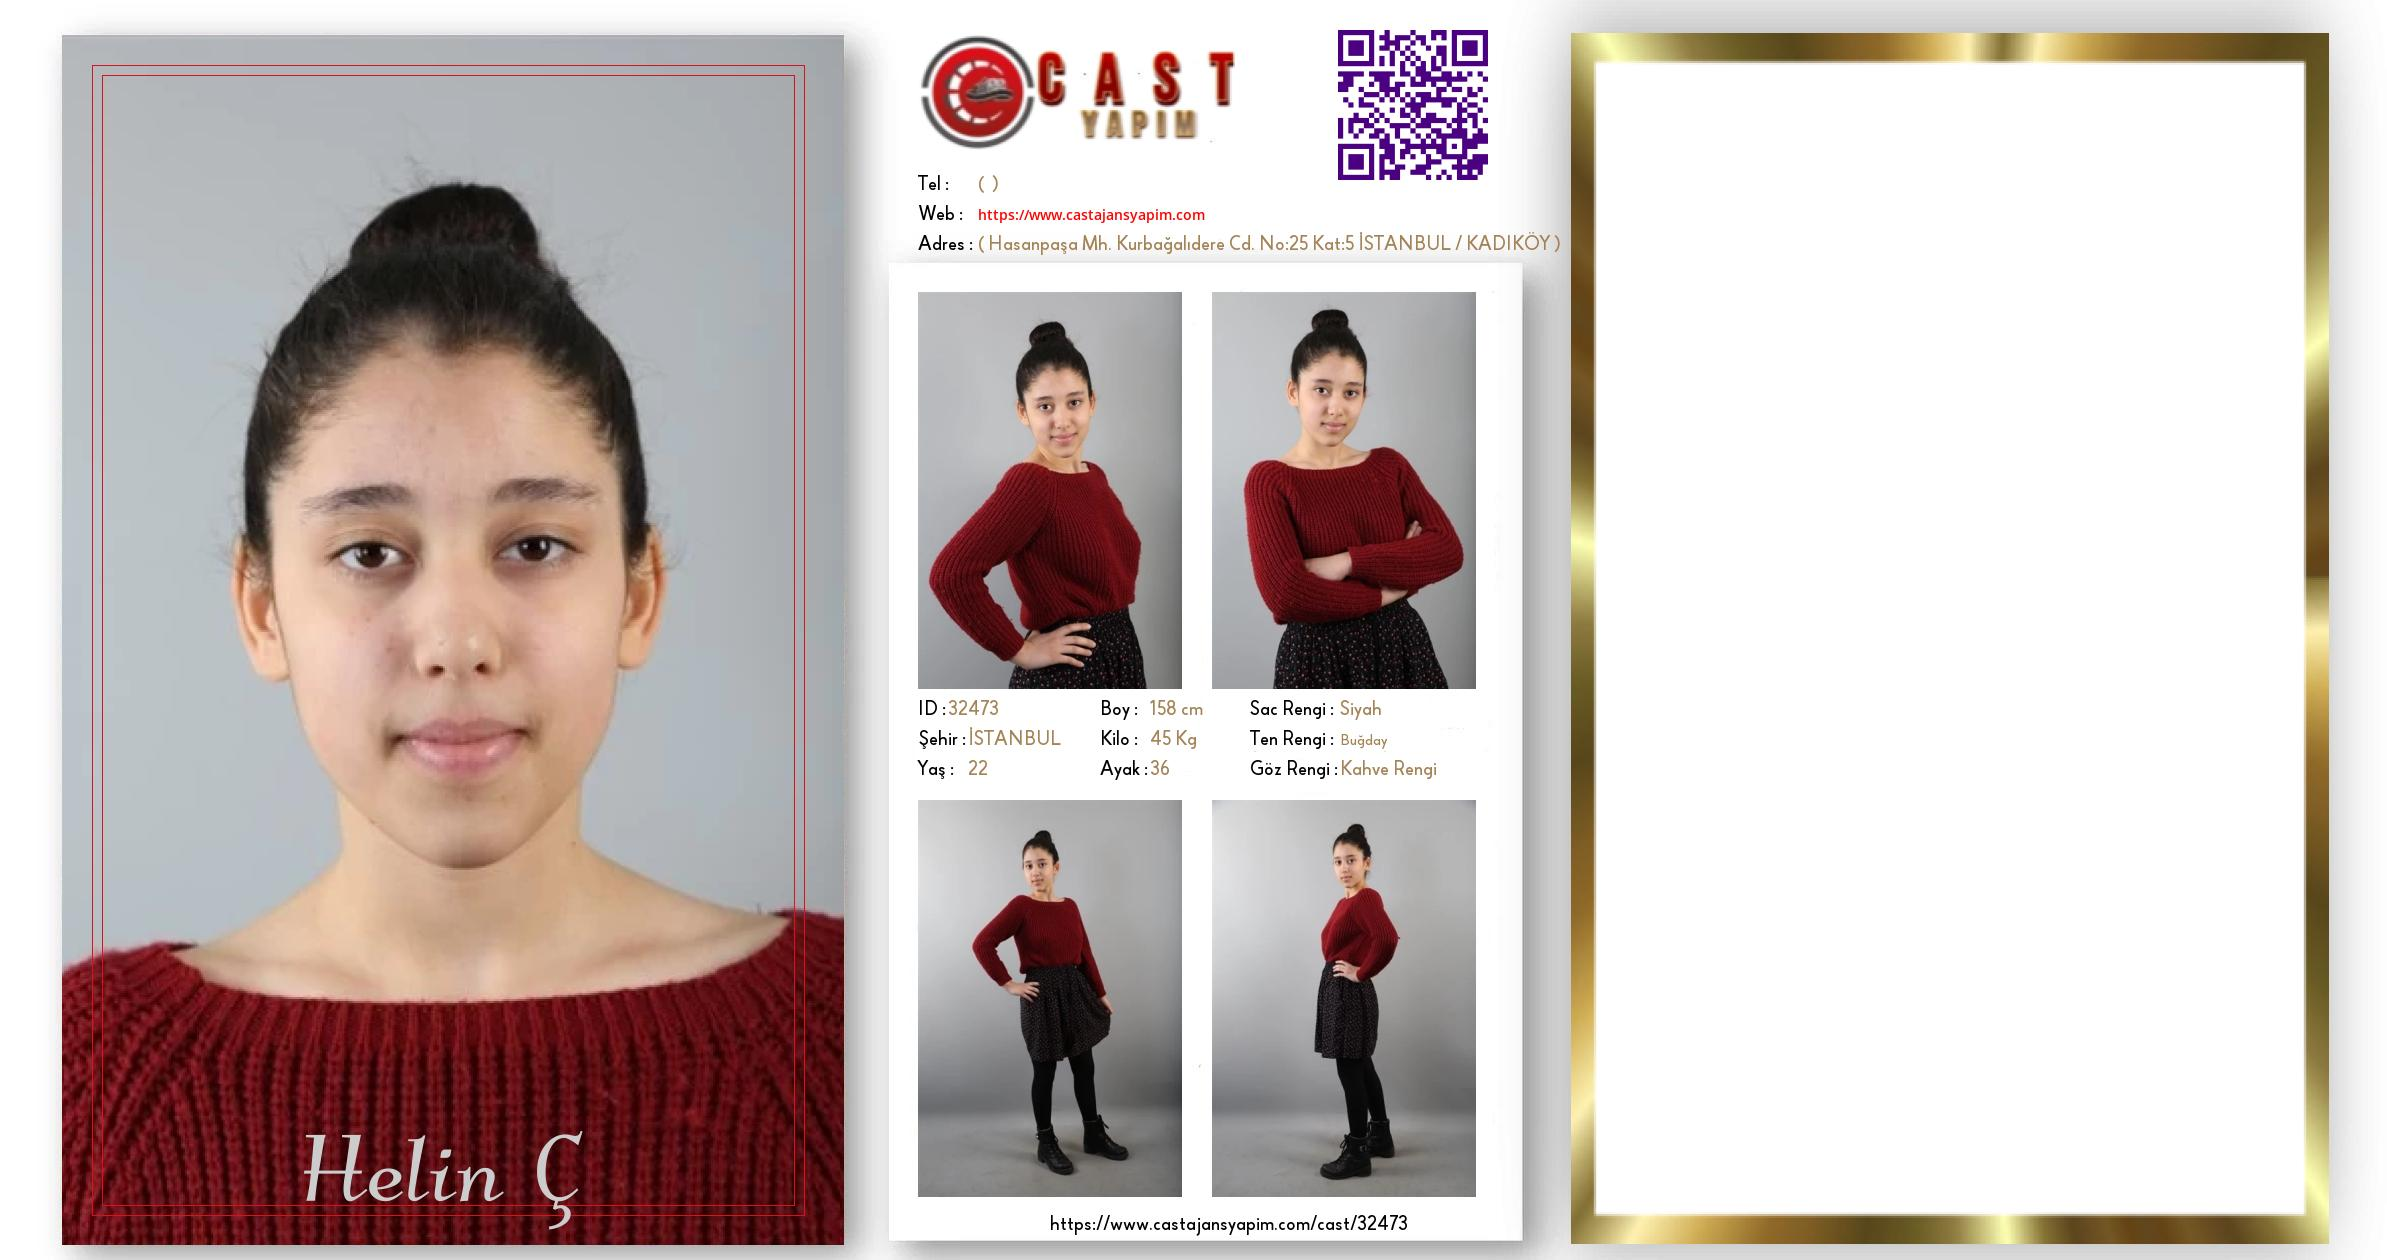 Helin Ç
CAST
YAPIM
Tel : ( )
Web : https://www.castajansyapim.com
Adres : ( Hasanpaşa Mh. Kurbağalıdere Cd. No:25 Kat:5 İSTANBUL / KADIKÖY )
ID : 32473 Boy : 158 cm Sac Rengi : Siyah
Şehir : İSTANBUL Kilo : 45 Kg Ten Rengi : Buğday
Yaş : 22 Ayak : 36 Göz Rengi : Kahve Rengi
https://www.castajansyapim.com/cast/32473